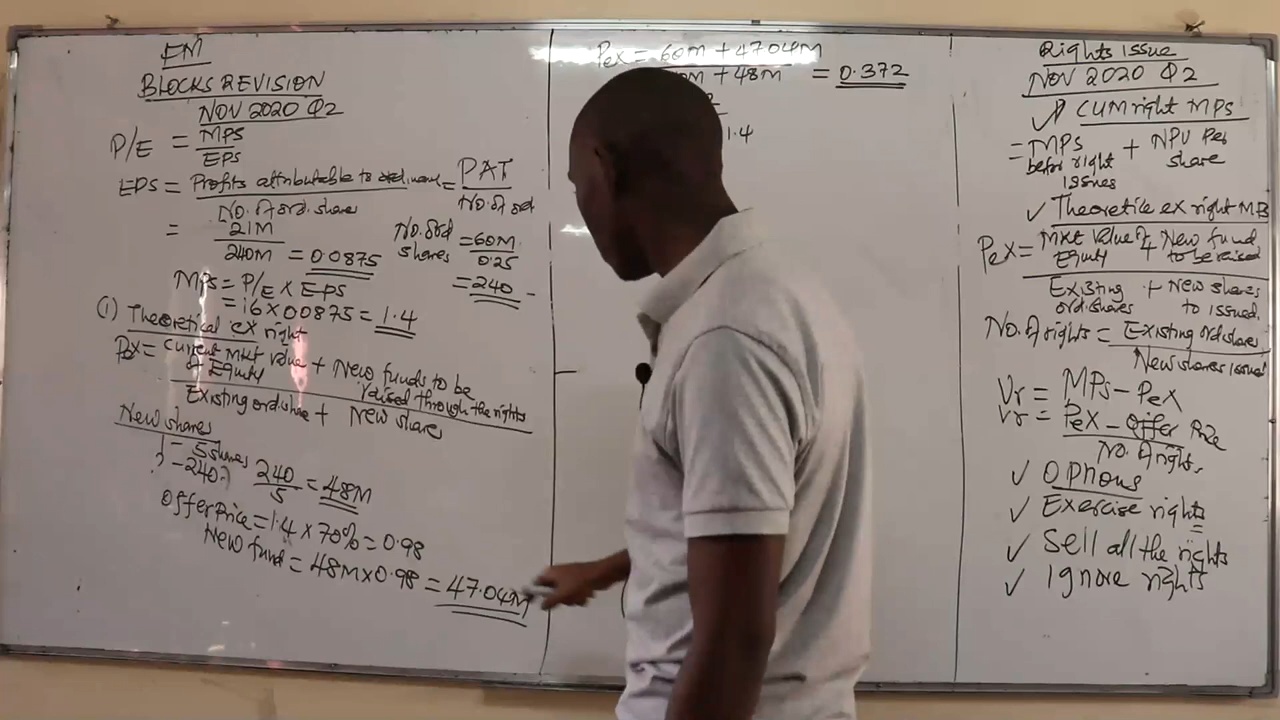 FM
BLOCKS REVISION
NOV 2020 Q2
P/E = MPS
EPS
EPS = Profits attributable to ordinary = PAT
No. of ord. share No. of ord
= 21M
240M = 0.0875
No. ord shares = 60M
0.25
= 240
MPS = P/E X EPS
= 16 X 00875 = 1.4
(1) Theoretical ex right
Pex = Current mkt value of Equity + New funds to be raised through the rights
Existing ord share + New share
New shares
1 - 5 shares
? - 240?
240
5 = 48M
Offer Price = 1.4 x 70% = 0.98
New fund = 48M x 0.98 = 47.04M
Pex = 60M + 47.04M
M + 48M = 0.372
1.4
Rights Issue
NOV 2020 Q2
CUM right MPS
= MPS before right issues + NPV Per share
✓ Theoretile ex right MB
Pex = Mkt value of Equity + New fund to be raised
Existing ord. shares + New shares to issued.
No. of rights = Existing ord share
New shares issued
Vr = MPs - Pex
Vr = Pex - Offer Price
No. of rights.
✓ Options
✓ Exercise rights
✓ Sell all the rights
✓ Ignore rights